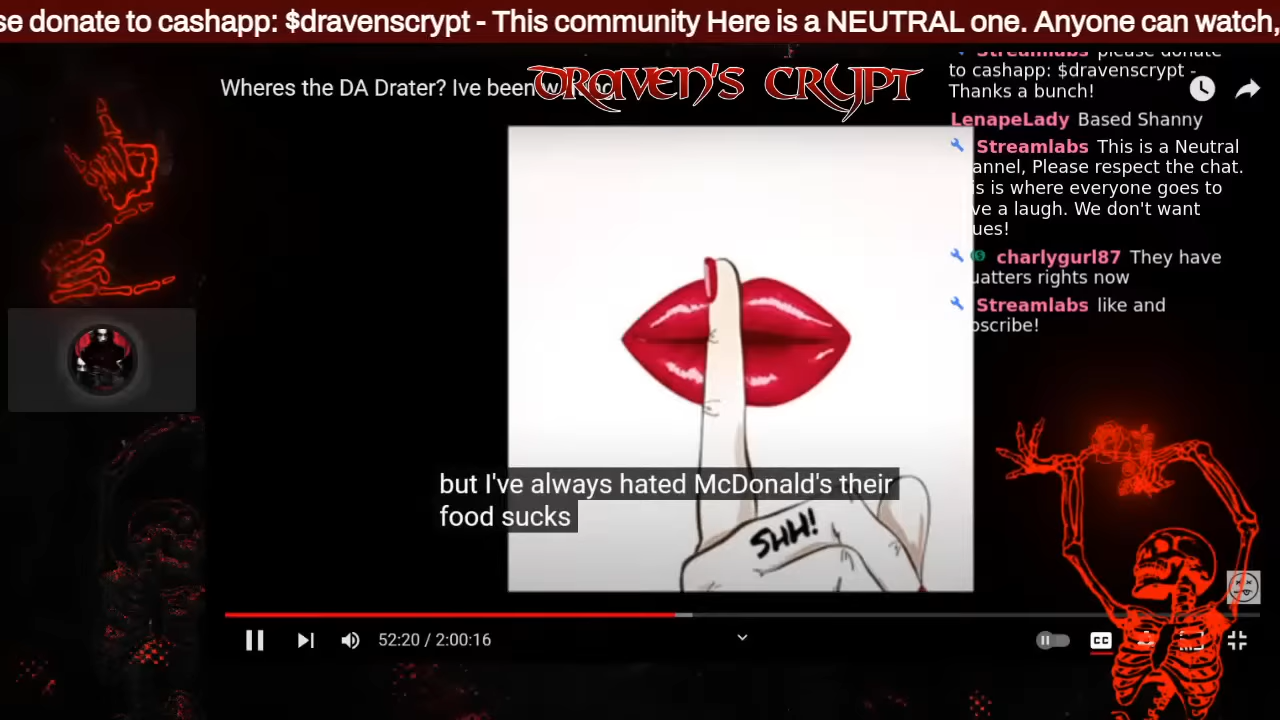 se donate to cashapp: $dravenscrypt - This community Here is a NEUTRAL one. Anyone can watch,
Wheres the DA Drater? Ive been
DRAVEN'S CRYPT
Streamlabs please donate
to cashapp: $dravenscrypt -
Thanks a bunch!
LenapeLady Based Shanny
Streamlabs This is a Neutral
annel, Please respect the chat.
is is where everyone goes to
ve a laugh. We don't want
ues!
charlygurl87 They have
uatters rights now
Streamlabs like and
oscribe!
but I've always hated McDonald's their
food sucks
SHH!
52:20 / 2:00:16
CC